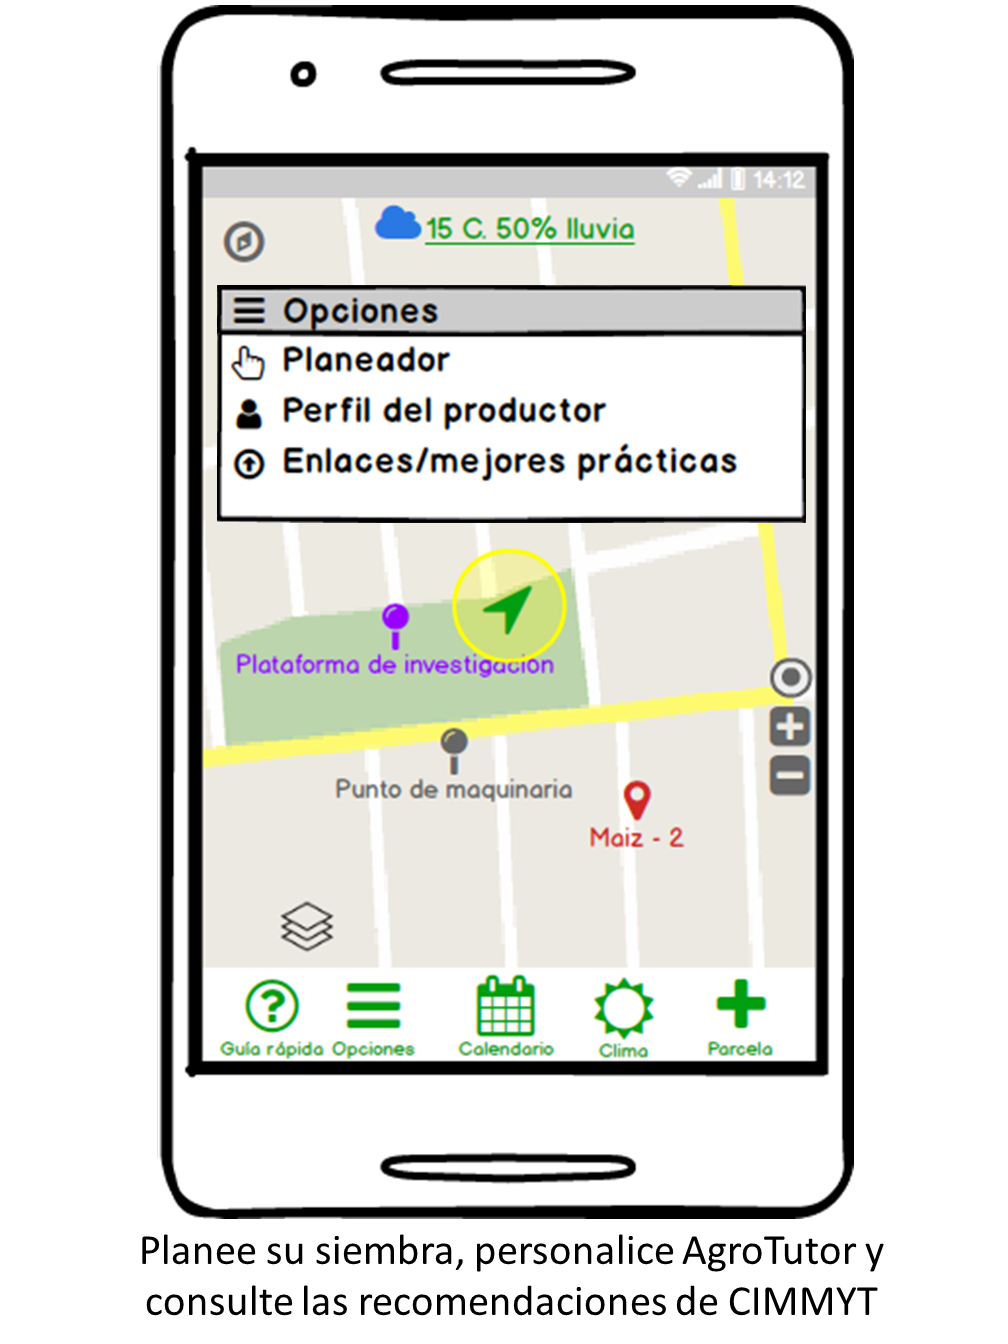 14:12
15 C. 50% lluvia
Opciones
Planeador
Perfil del productor
Enlaces/mejores prácticas
Plataforma de investigacion
Punto de maquinaria
Maiz - 2
Guía rápida Opciones Calendario Clima Parcela
Planee su siembra, personalice AgroTutor y
consulte las recomendaciones de CIMMYT